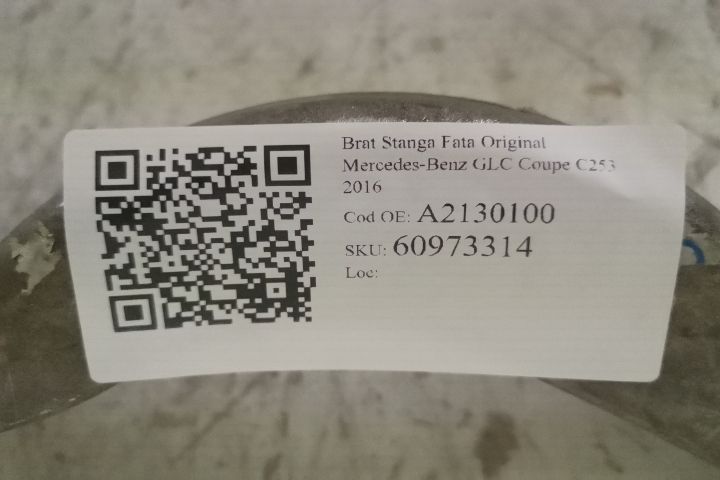 Brat Stanga Fata Original
Mercedes-Benz GLC Coupe C253
2016
Cod OE: A2130100
SKU: 60973314
Loc: